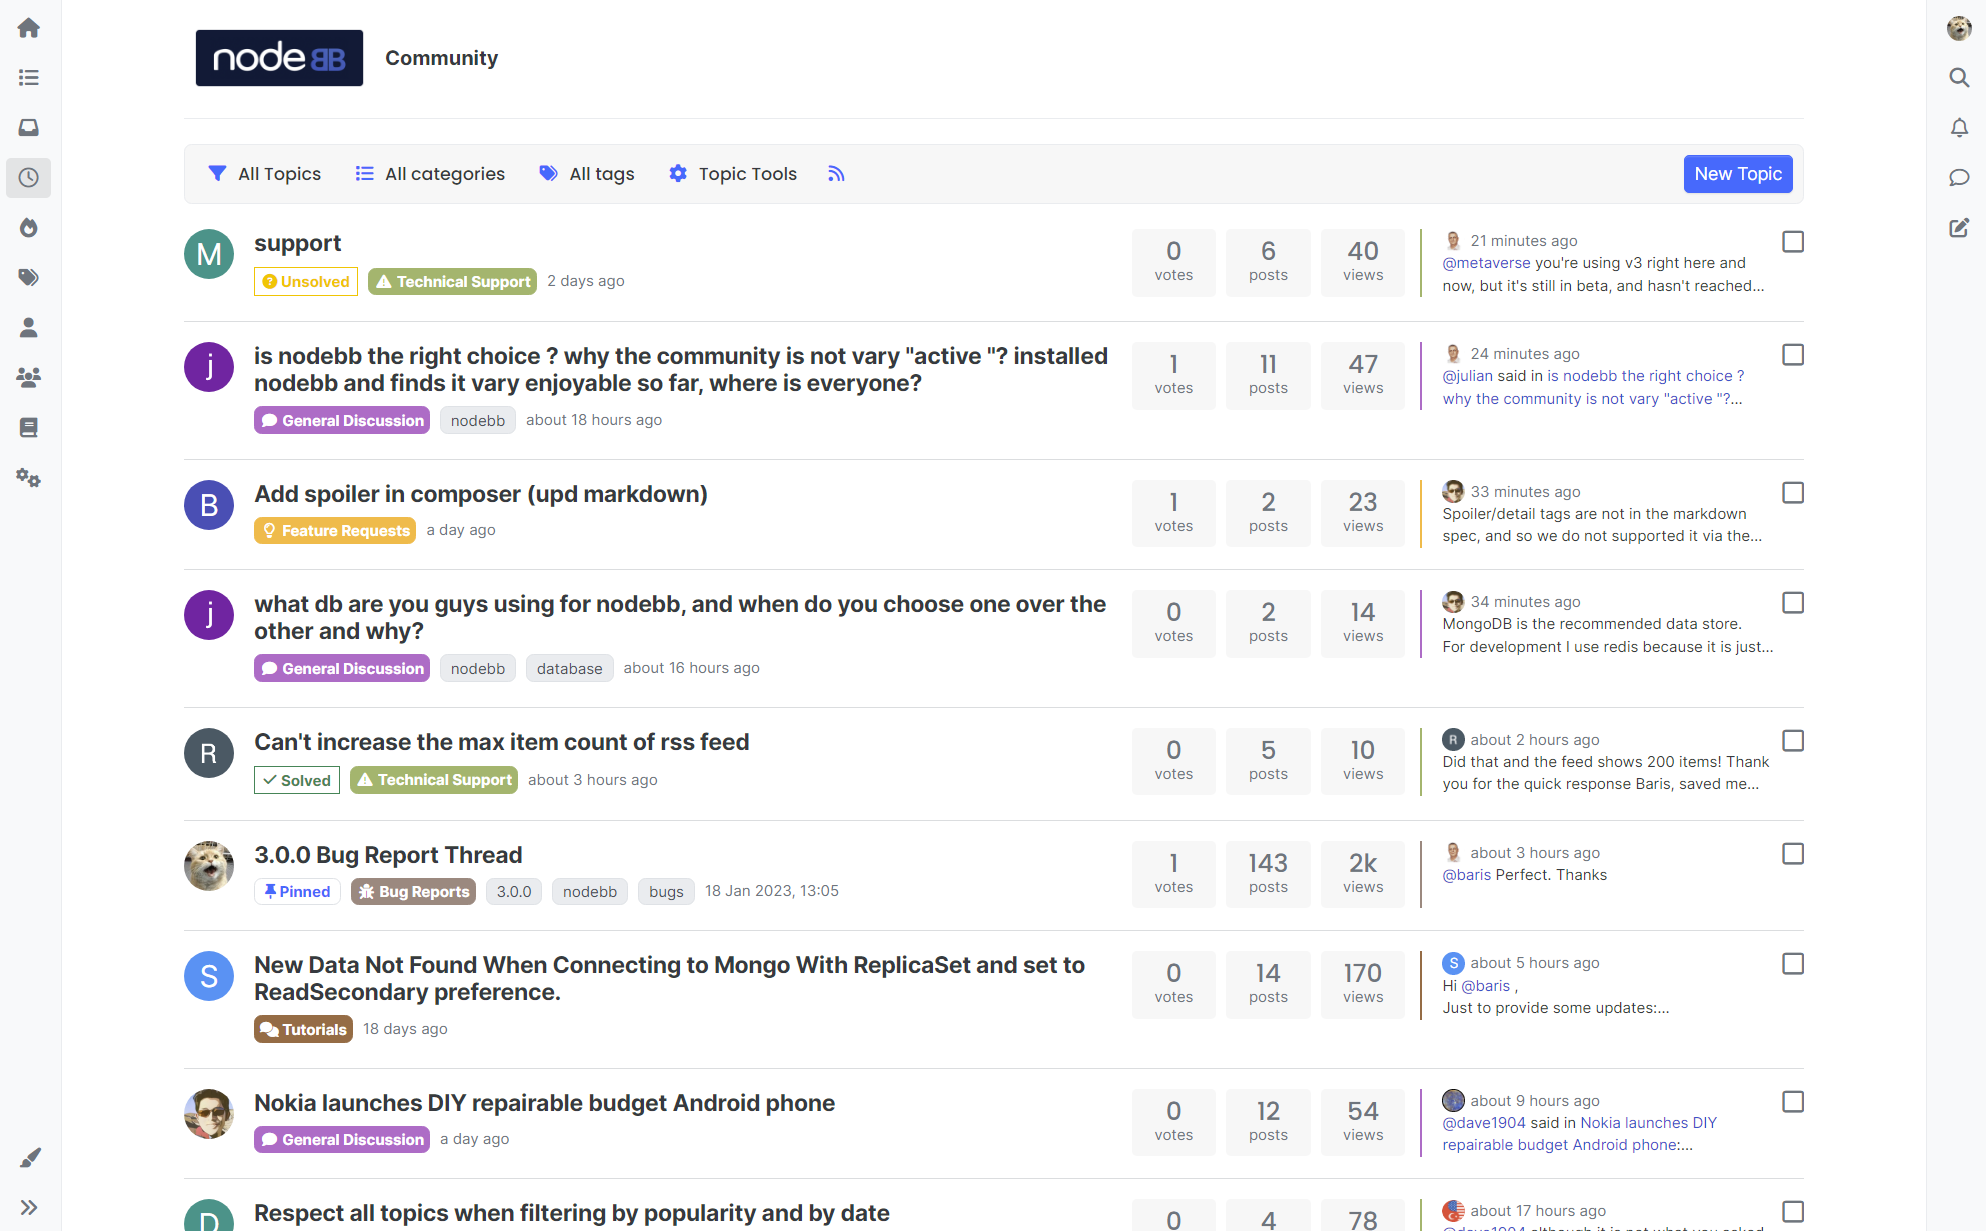 node BB
Community
All Topics
All categories
All tags
Topic Tools
New Topic
M
support
Unsolved
Technical Support
2 days ago
0
votes
6
posts
40
views
21 minutes ago
@metaverse you're using v3 right here and
now, but it's still in beta, and hasn't reached...
j
is nodebb the right choice ? why the community is not vary "active "? installed
nodebb and finds it vary enjoyable so far, where is everyone?
General Discussion
nodebb
about 18 hours ago
1
votes
11
posts
47
views
24 minutes ago
@julian said in is nodebb the right choice ?
why the community is not vary "active "?...
B
Add spoiler in composer (upd markdown)
Feature Requests
a day ago
1
votes
2
posts
23
views
33 minutes ago
Spoiler/detail tags are not in the markdown
spec, and so we do not supported it via the...
j
what db are you guys using for nodebb, and when do you choose one over the
other and why?
General Discussion
nodebb
database
about 16 hours ago
0
votes
2
posts
14
views
34 minutes ago
MongoDB is the recommended data store.
For development I use redis because it is just...
R
Can't increase the max item count of rss feed
Solved
Technical Support
about 3 hours ago
0
votes
5
posts
10
views
R
about 2 hours ago
Did that and the feed shows 200 items! Thank
you for the quick response Baris, saved me...
3.0.0 Bug Report Thread
Pinned
Bug Reports
3.0.0
nodebb
bugs
18 Jan 2023, 13:05
1
votes
143
posts
2k
views
about 3 hours ago
@baris Perfect. Thanks
S
New Data Not Found When Connecting to Mongo With ReplicaSet and set to
ReadSecondary preference.
Tutorials
18 days ago
0
votes
14
posts
170
views
S
about 5 hours ago
Hi @baris ,
Just to provide some updates:...
Nokia launches DIY repairable budget Android phone
General Discussion
a day ago
0
votes
12
posts
54
views
about 9 hours ago
@dave1904 said in Nokia launches DIY
repairable budget Android phone:...
D
Respect all topics when filtering by popularity and by date
0
4
78
about 17 hours ago